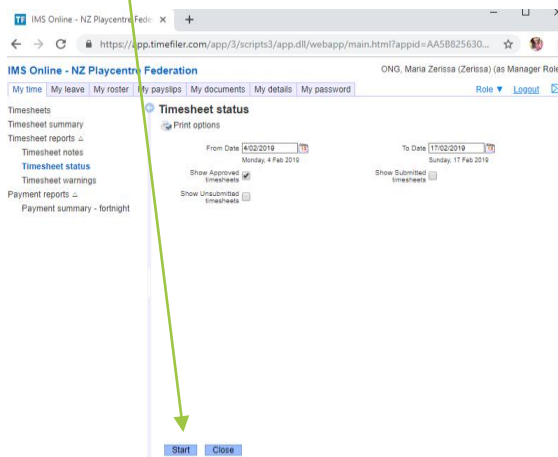 IMS Online - NZ Playcentre Fede
https://app.timefiler.com/app/3/scripts3/app.dll/webapp/main.html?appid=AA5B825630...
IMS Online - NZ Playcentre Federation
ONG, Maria Zerissa (Zerissa) (as Manager Role
My time My leave My roster My payslips My documents My details My password
Role ▼ Logout
Timesheets
Timesheet summary
Timesheet reports
Timesheet notes
Timesheet status
Timesheet warnings
Payment reports
Payment summary - fortnight
Timesheet status
Print options
From Date 4/02/2019
Monday, 4 Feb 2019
To Date 17/02/2019
Sunday, 17 Feb 2019
Show Approved
timesheets
Show Submitted
timesheets
Show Unsubmitted
timesheets
Start Close